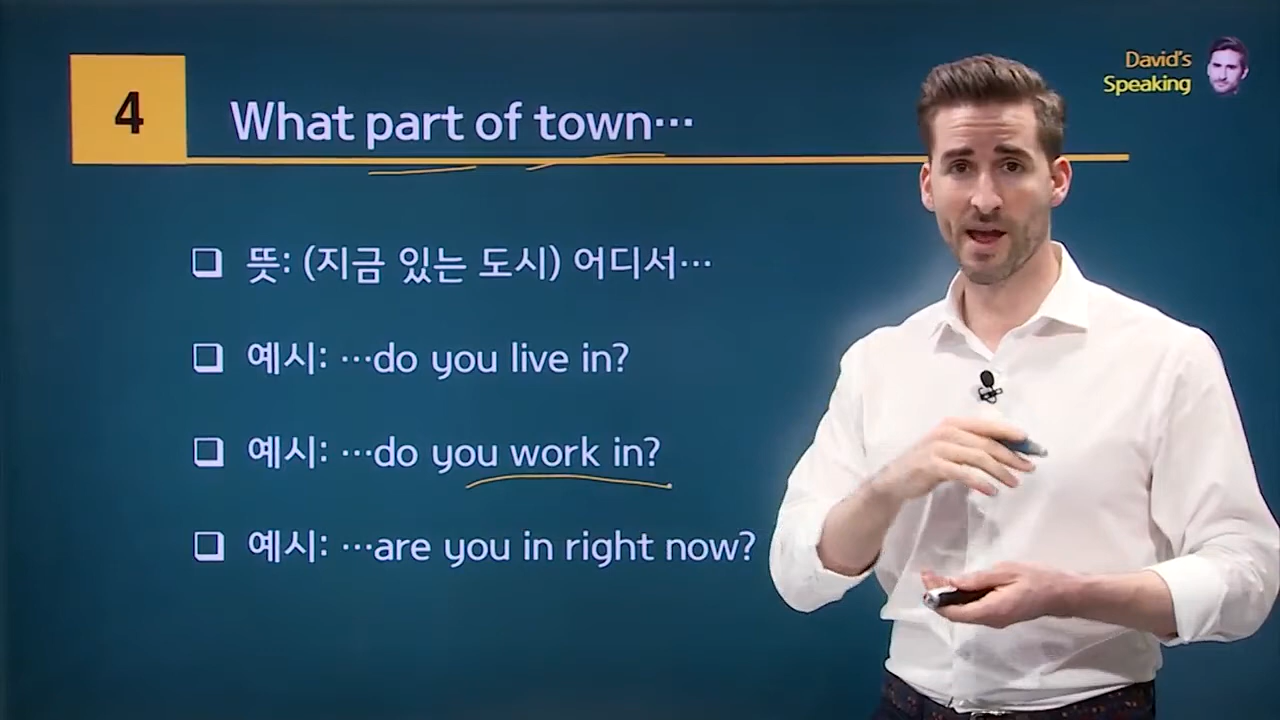 4
What part of town…
David's
Speaking
뜻: (지금 있는 도시) 어디서…
예시: …do you live in?
예시: …do you work in?
예시: …are you in right now?